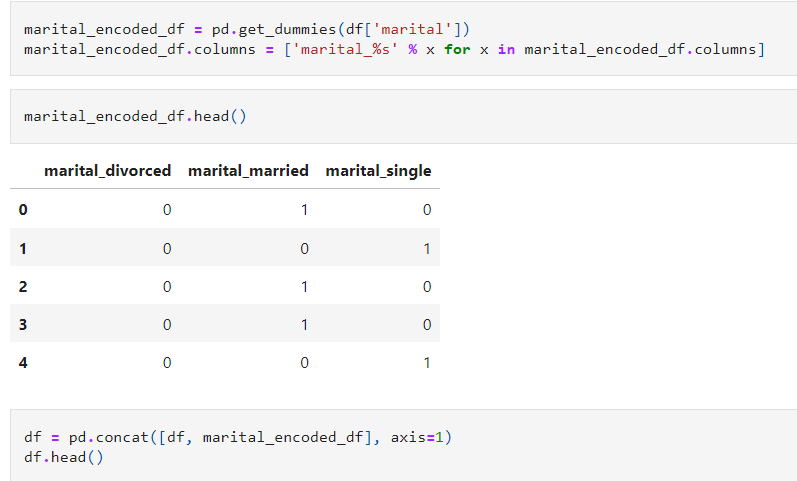 marital_encoded_df = pd.get_dummies(df['marital'])
marital_encoded_df.columns = ['marital_%s' % x for x in marital_encoded_df.columns]
marital_encoded_df.head()
marital_divorced marital_married marital_single
0 0 1 0
1 0 0 1
2 0 1 0
3 0 1 0
4 0 0 1
df = pd.concat([df, marital_encoded_df], axis=1)
df.head()